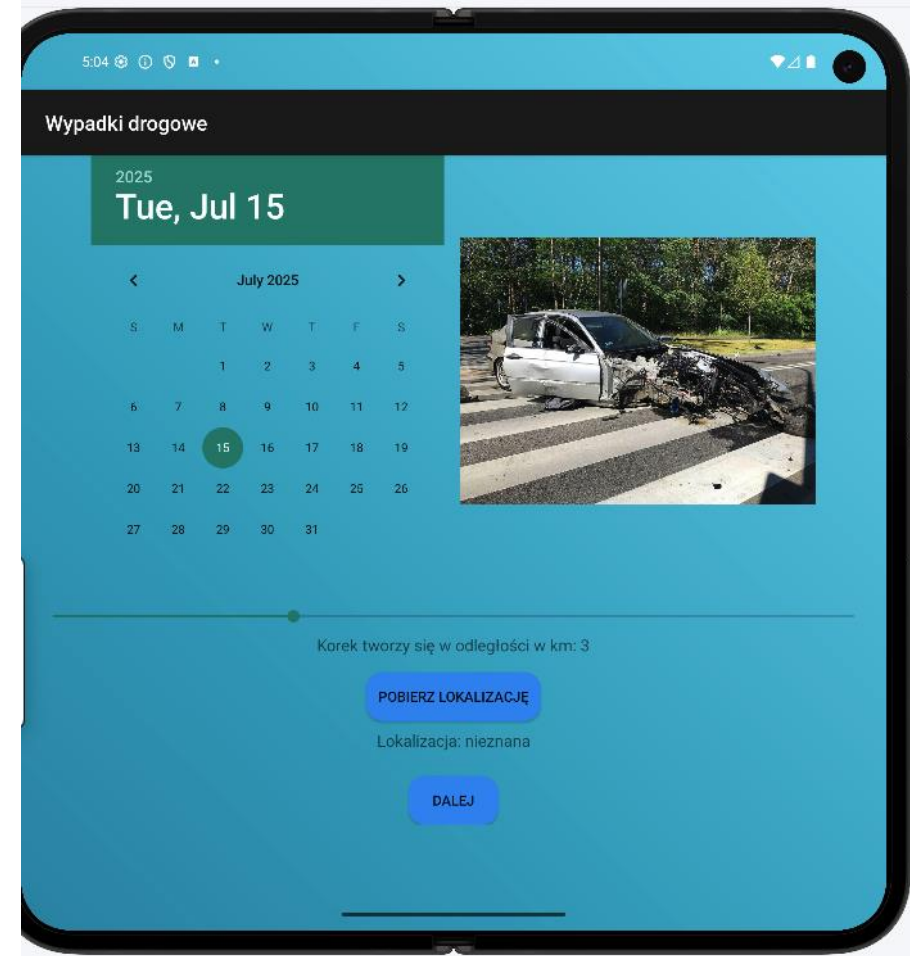 5:04
Wypadki drogowe
2025
Tue, Jul 15
July 2025
S M T W T F S
1 2 3 4 5
6 7 8 9 10 11 12
13 14 15 16 17 18 19
20 21 22 23 24 25 26
27 28 29 30 31
Korek tworzy się w odległości w km: 3
POBIERZ LOKALIZACJĘ
Lokalizacja: nieznana
DALEJ